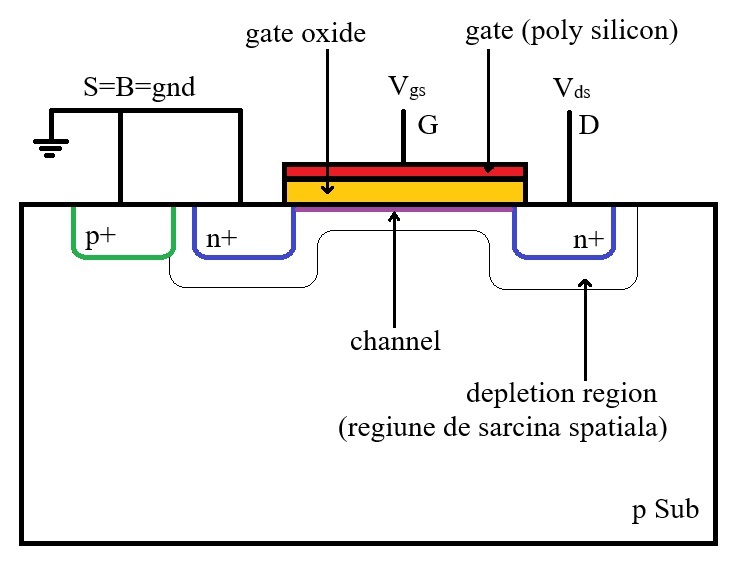 gate oxide
gate (poly silicon)
S=B=gnd
Vgs
Vds
G
D
p+
n+
n+
channel
depletion region
(regiune de sarcina spatiala)
p Sub